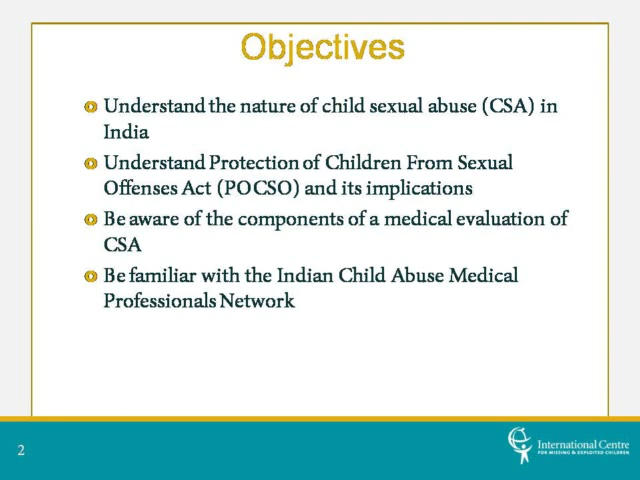 Objectives
Understand the nature of child sexual abuse (CSA) in
India
Understand Protection of Children From Sexual
Offenses Act (POCSO) and its implications
Be aware of the components of a medical evaluation of
CSA
Be familiar with the Indian Child Abuse Medical
Professionals Network
2
International Centre
FOR MISSING & EXPLOITED CHILDREN